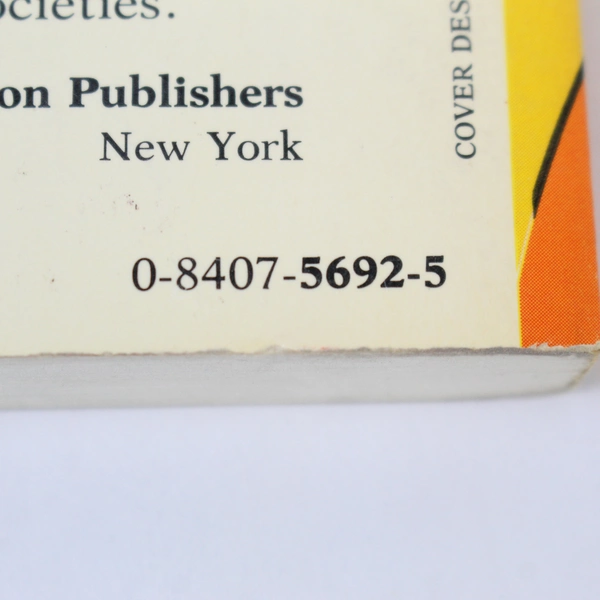 ocieties.
on Publishers
New York
0-8407-5692-5
COVER DES